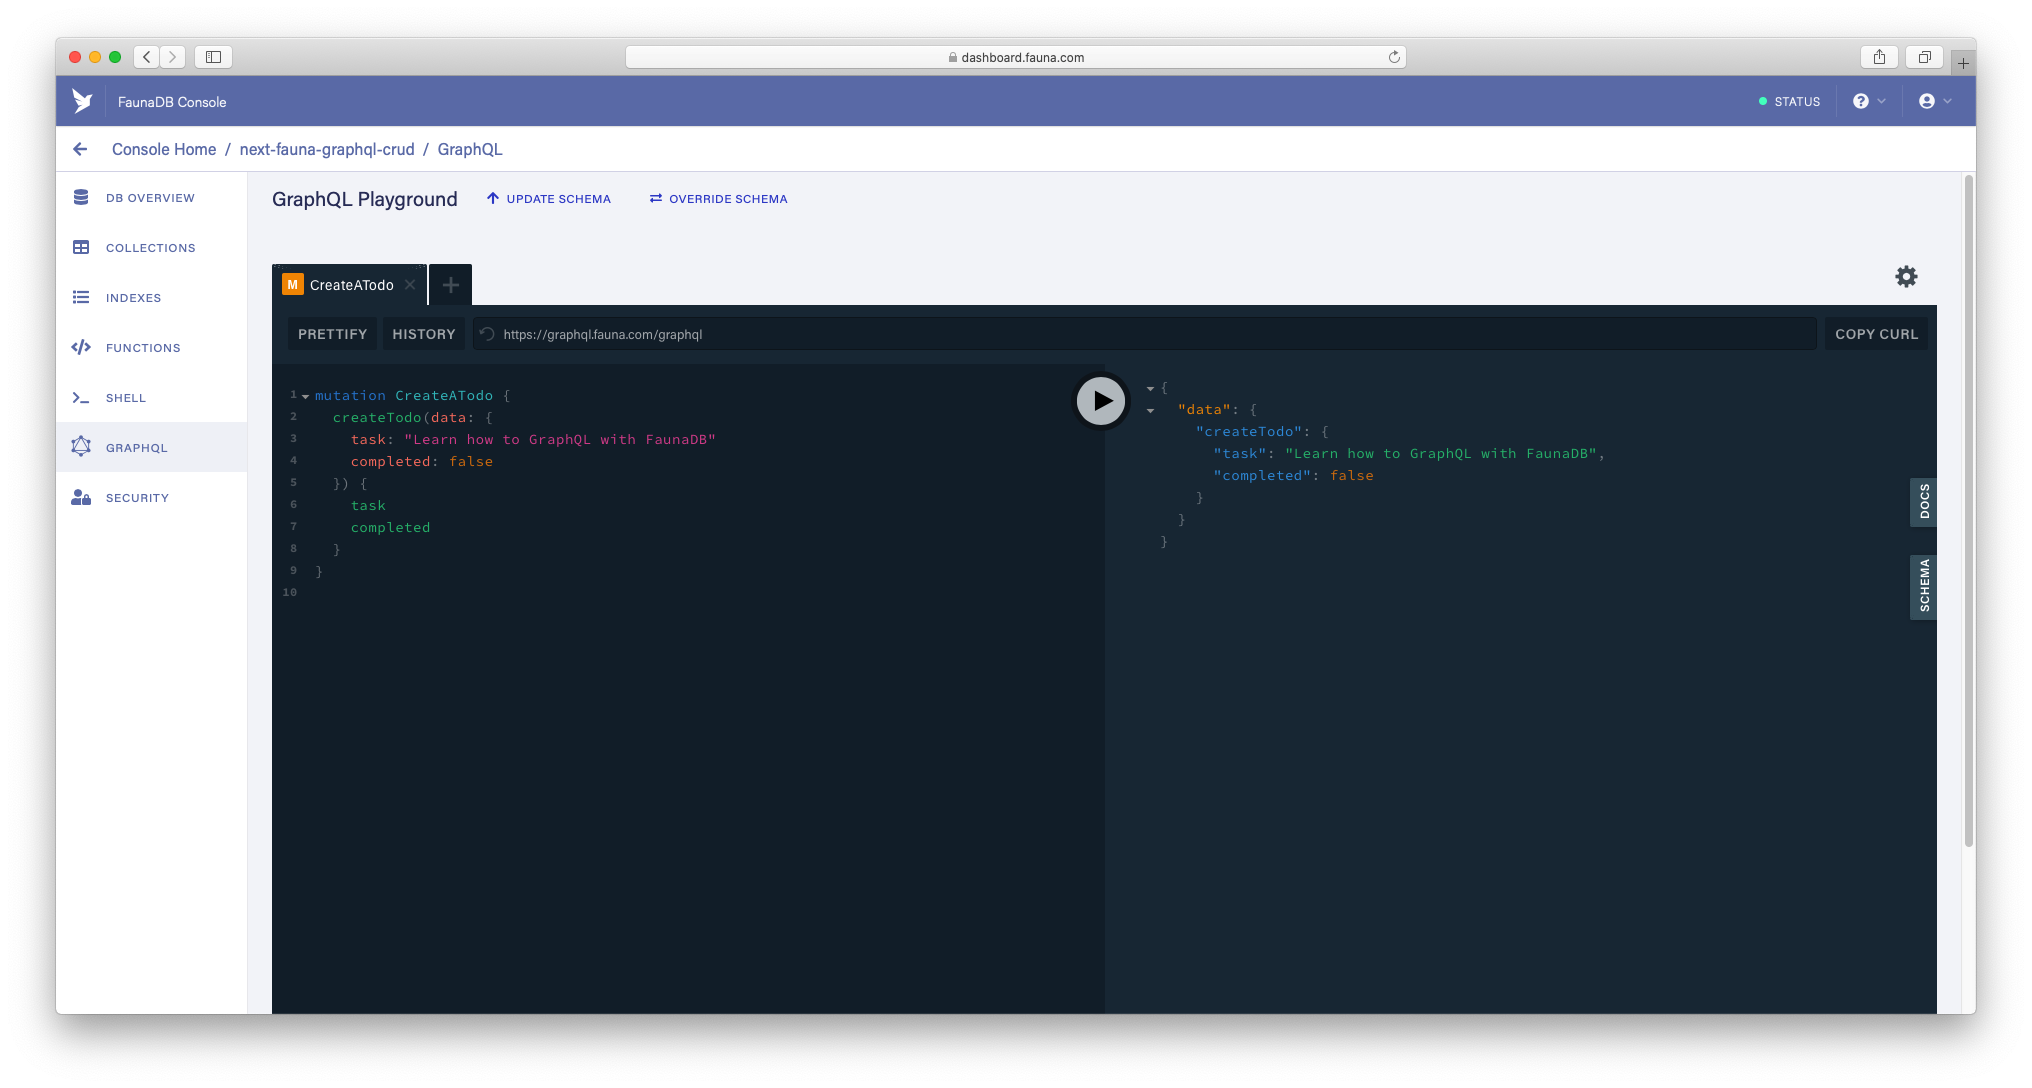 dashboard.fauna.com
FaunaDB Console
STATUS
Console Home / next-fauna-graphql-crud / GraphQL
DB OVERVIEW
COLLECTIONS
INDEXES
FUNCTIONS
SHELL
GRAPHQL
SECURITY
GraphQL Playground
UPDATE SCHEMA
OVERRIDE SCHEMA
M CreateATodo
PRETTIFY
HISTORY
https://graphql.fauna.com/graphql
COPY CURL
1 mutation CreateATodo {
2 createTodo(data: {
3 task: "Learn how to GraphQL with FaunaDB"
4 completed: false
5 }) {
6 task
7 completed
8 }
9 }
10
{
"data": {
"createTodo": {
"task": "Learn how to GraphQL with FaunaDB",
"completed": false
}
}
}
DOCS
SCHEMA